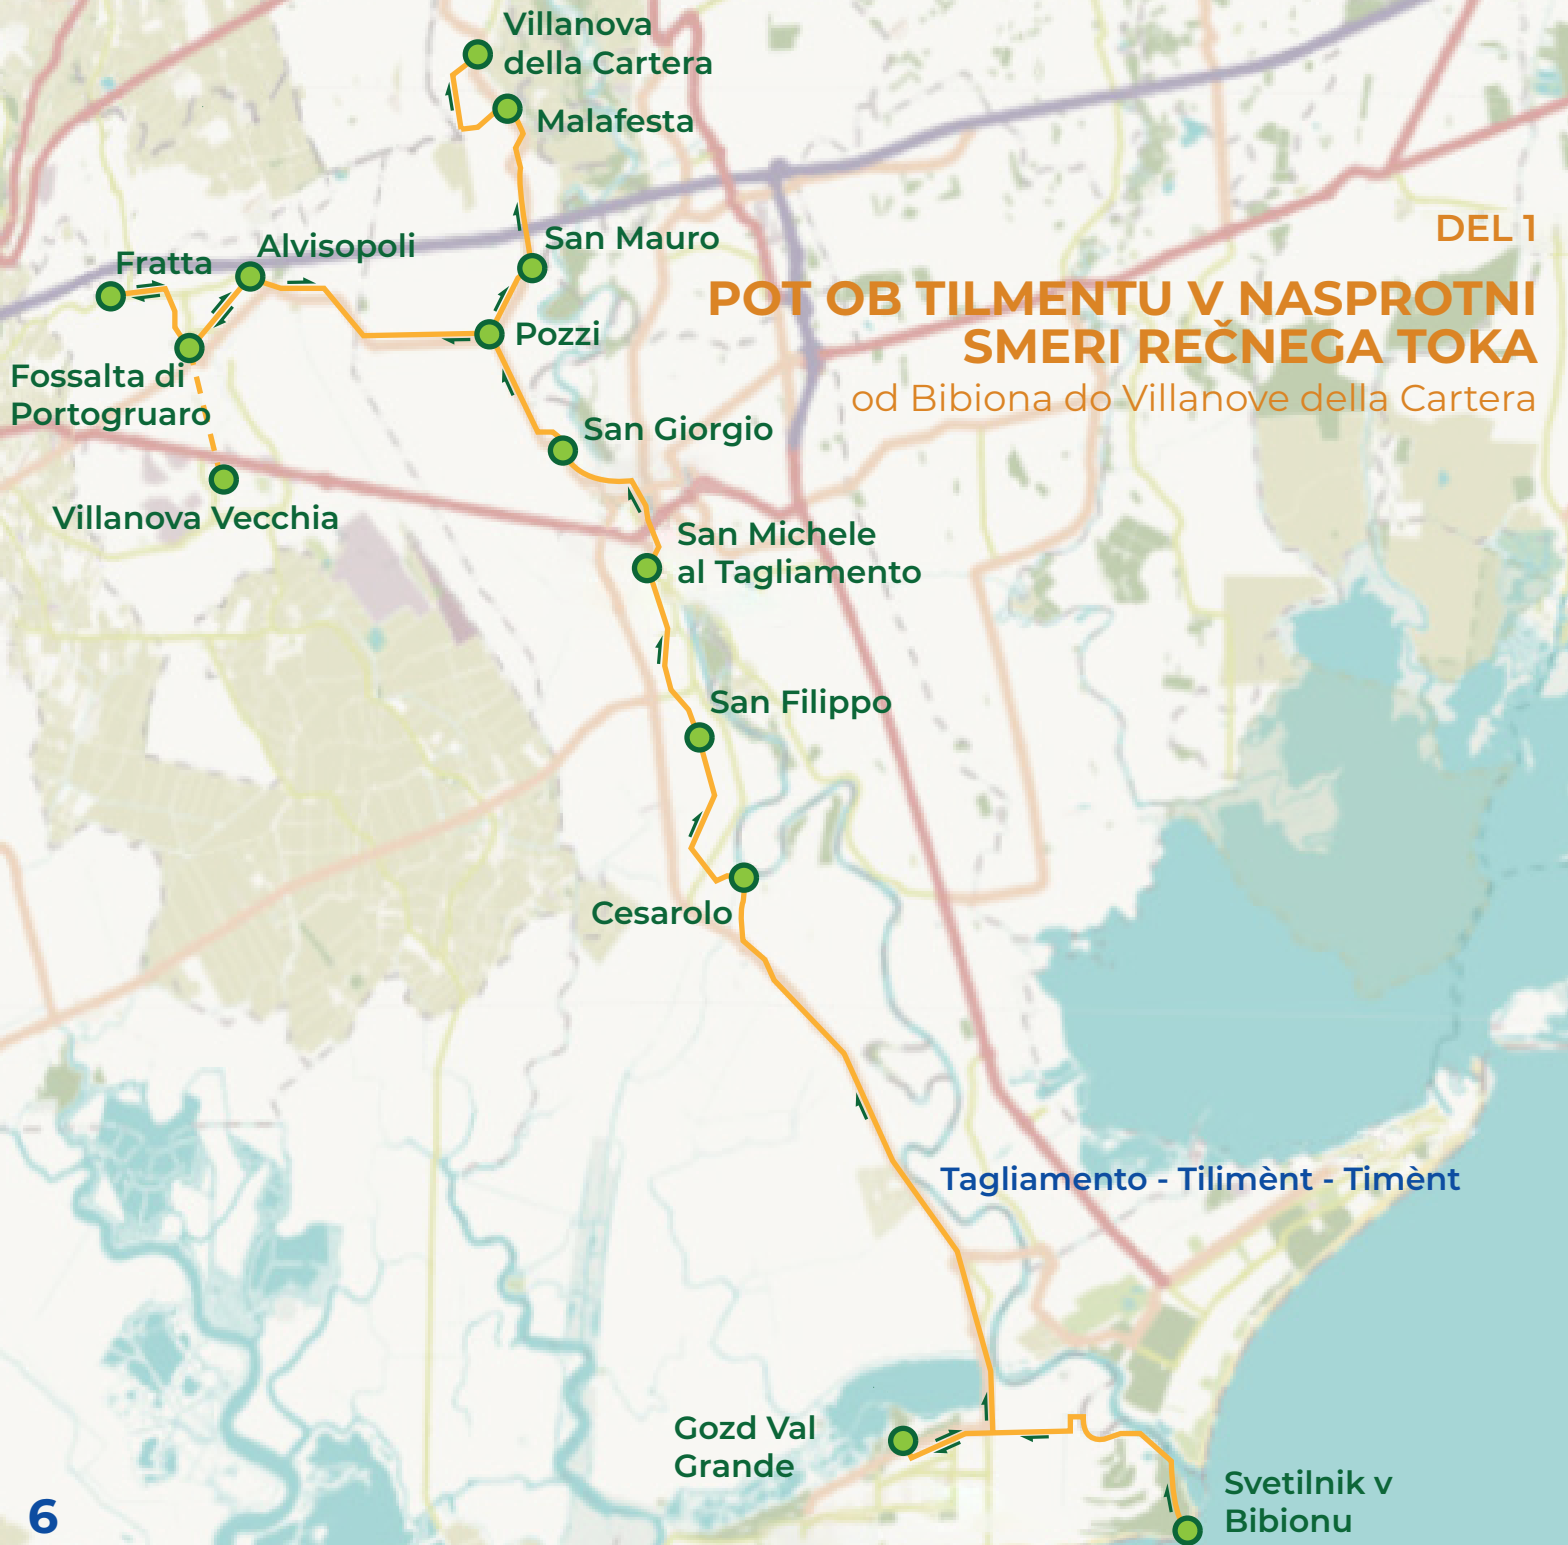 Villanova
della Cartera
Malafesta
DEL 1
San Mauro
Alvisopoli
Fratta
POT OB TILMENTU V NASPROTNI
SMERI REČNEGA TOKA
od Bibiona do Villanove della Cartera
Pozzi
Fossalta di
Portogruaro
San Giorgio
Villanova Vecchia
San Michele
al Tagliamento
San Filippo
Cesarolo
Tagliamento - Tilimènt - Timènt
Gozd Val
Grande
Svetilnik v
Bibionu
6